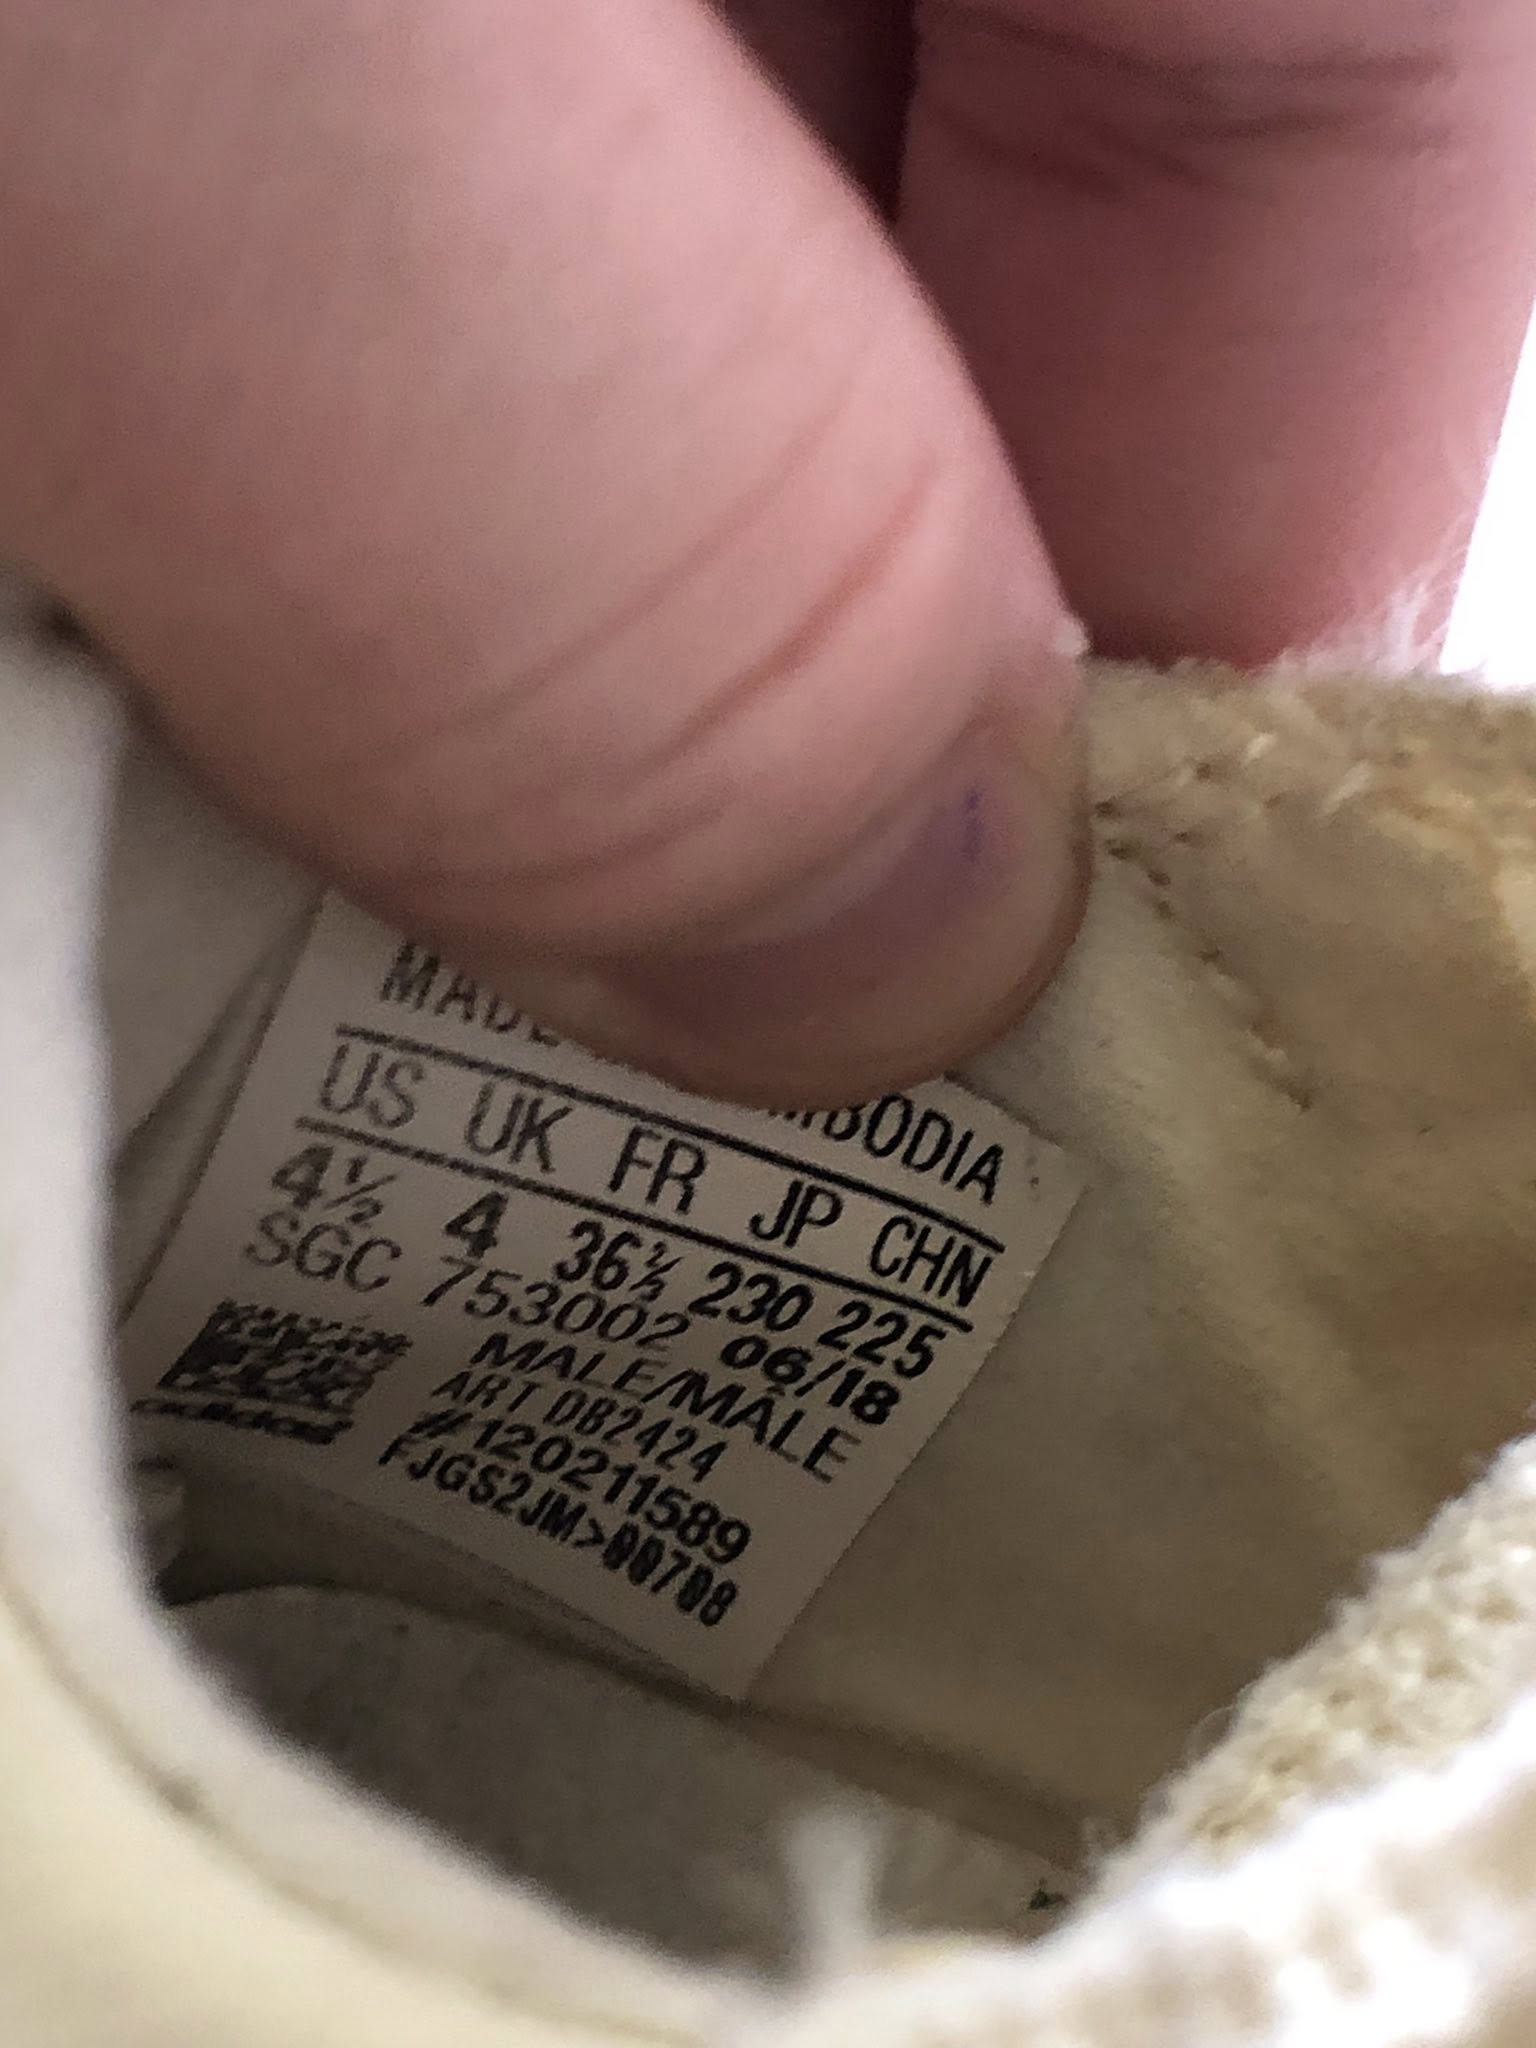 US UK FR JP CHN
4½ 4 36⅔ 230 225
SGC 753002 06/18
MALE/MÂLE
ART DB2424
adidas
//120211589
FJGS2JM>00708